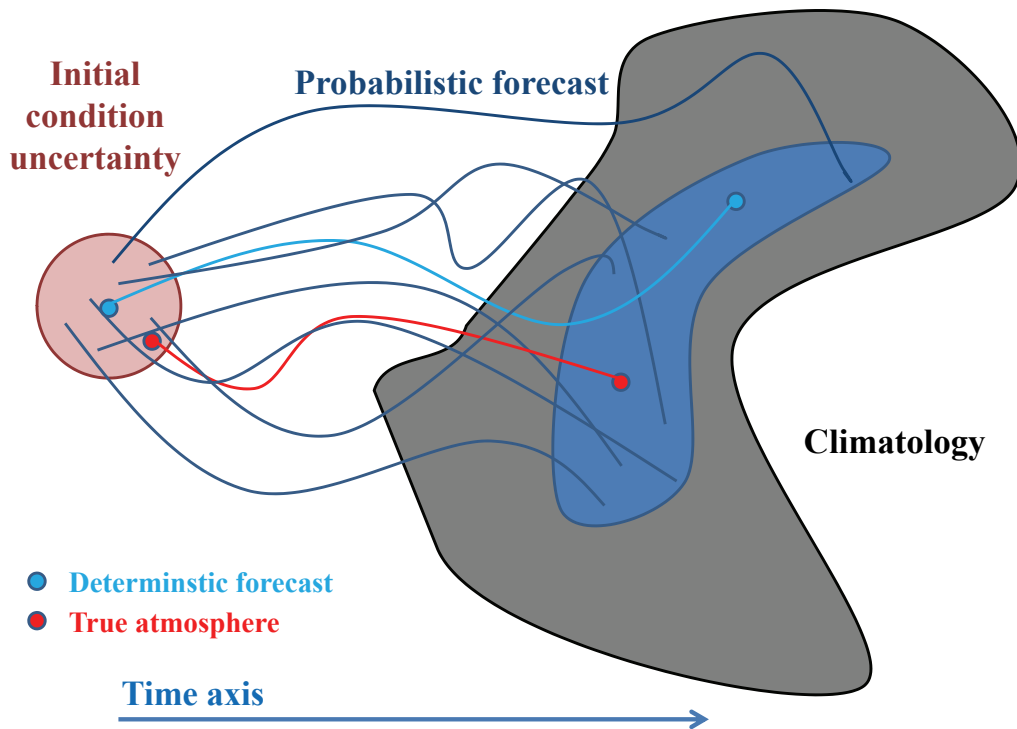 Initial
condition
uncertainty
Probabilistic forecast
Climatology
Determinstic forecast
True atmosphere
Time axis